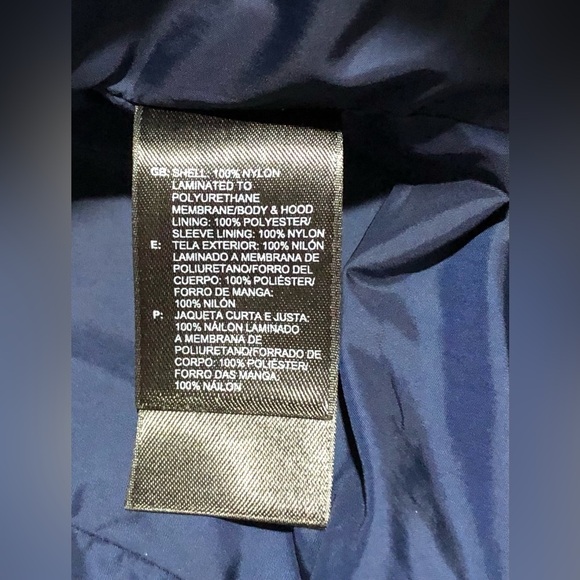 GB: SHELL: 100% NYLON
LAMINATED TO
POLYURETHANE
MEMBRANE/BODY & HOOD
LINING: 100% POLYESTER/
SLEEVE LINING: 100% NYLON
E: TELA EXTERIOR: 100% NILÓN
LAMINADO A MEMBRANA DE
POLIURETANO/FORRO DEL
CUERPO: 100% POLIÉSTER/
FORRO DE MANGA:
100% NILÓN
P: JAQUETA CURTA E JUSTA:
100% NÁILON LAMINADO
A MEMBRANA DE
POLIURETANO/FORRADO DE
CORPO: 100% POLIÉSTER/
FORRO DAS MANGA:
100% NÁILON